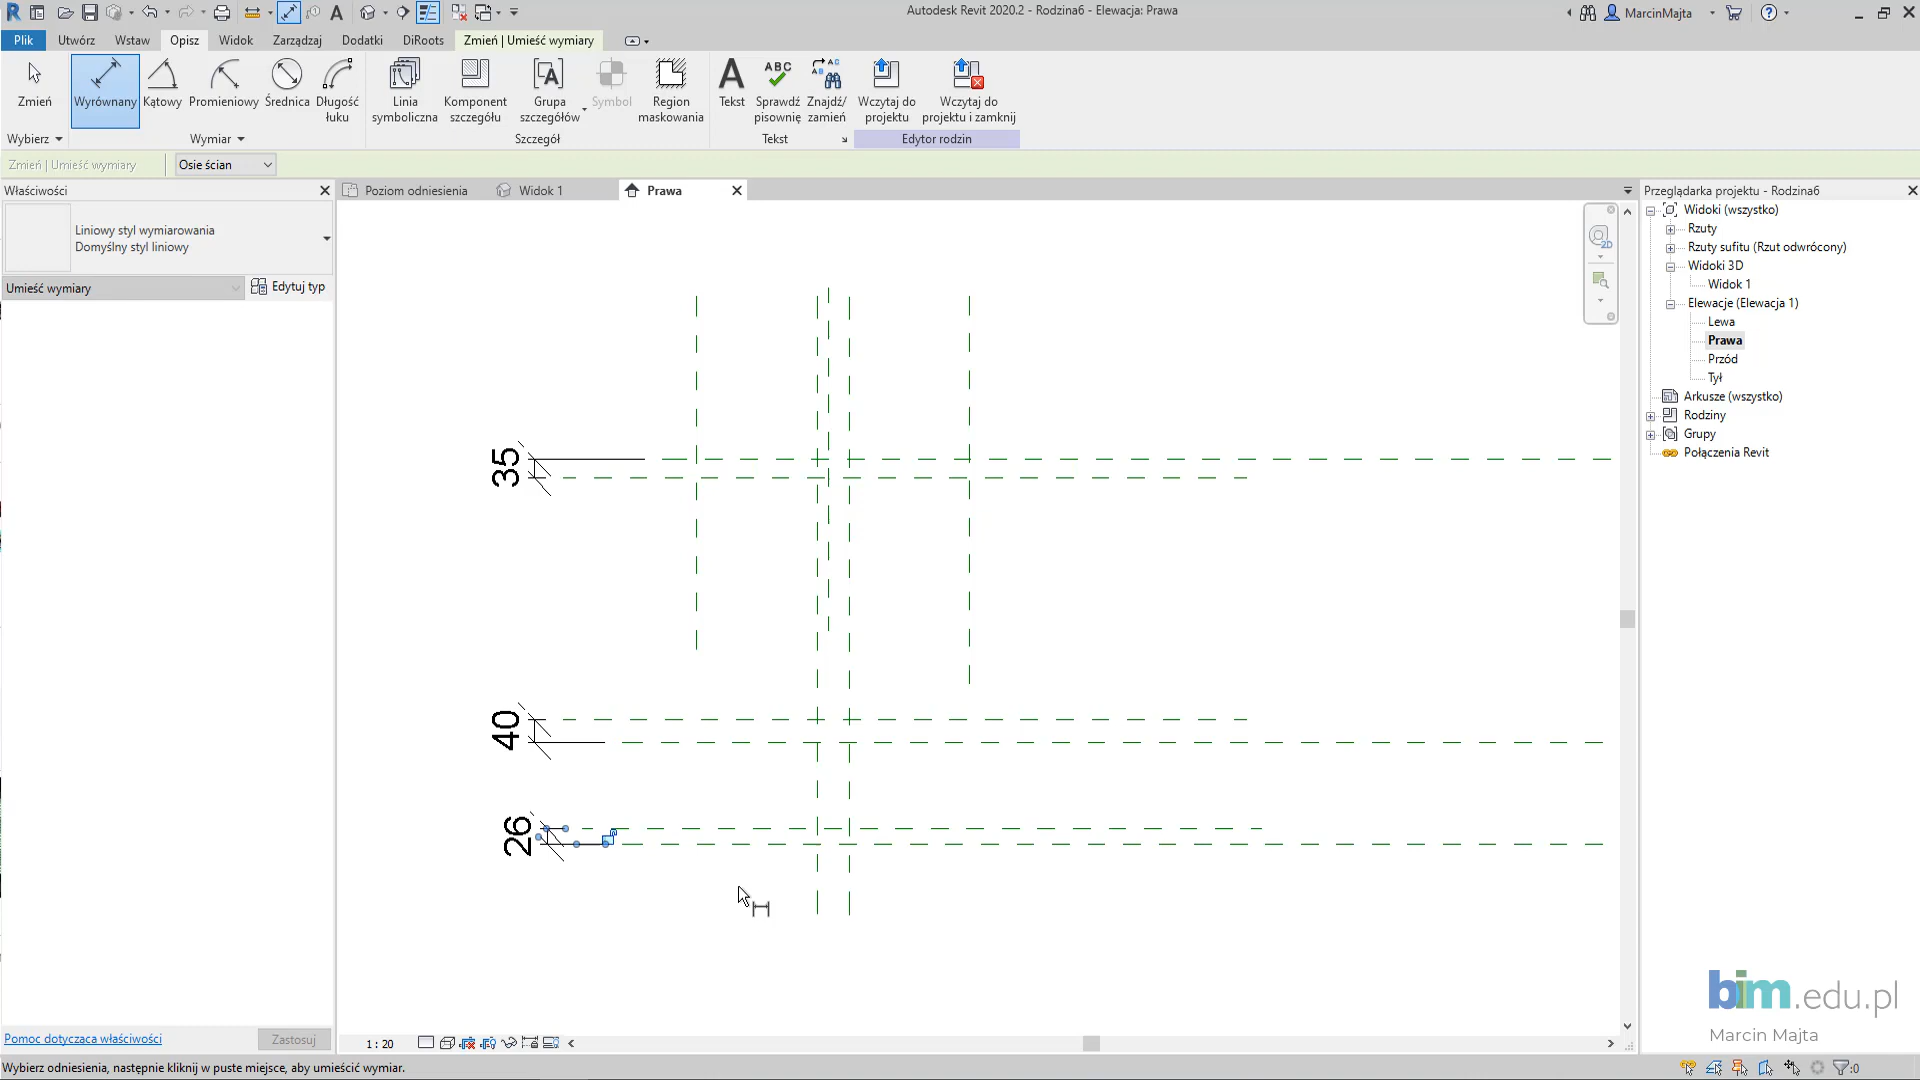 Autodesk Revit 2020.2 - Rodzina6 - Elewacja: Prawa
MarcinMajta
Plik
Utwórz
Wstaw
Opisz
Widok
Zarządzaj
Dodatki
DiRoots
Zmień | Umieść wymiary
Zmień
Wyrównany
Kątowy
Promieniowy
Średnica
Długość
łuku
Linia
symboliczna
Komponent
szczegółu
Grupa
szczegółów
Symbol
Region
maskowania
Tekst
Sprawdź
pisownię
Znajdź/
zamień
Wczytaj do
projektu
Wczytaj do
projektu i zamknij
Wybierz
Wymiar
Szczegół
Tekst
Edytor rodzin
Zmień | Umieść wymiary
Osie ścian
Właściwości
Poziom odniesienia
Widok 1
Prawa
Przeglądarka projektu - Rodzina6
Liniowy styl wymiarowania
Domyślny styl liniowy
Umieść wymiary
Edytuj typ
2D
Widoki (wszystko)
Rzuty
Rzuty sufitu (Rzut odwrócony)
Widoki 3D
Widok 1
Elewacje (Elewacja 1)
Lewa
Prawa
Przód
Tył
Arkusze (wszystko)
Rodziny
Grupy
Połączenia Revit
35
40
26
bim.edu.pl
Marcin Majta
Pomoc dotycząca właściwości
Zastosuj
1 : 20
Wybierz odniesienia, następnie kliknij w puste miejsce, aby umieścić wymiar.
:0